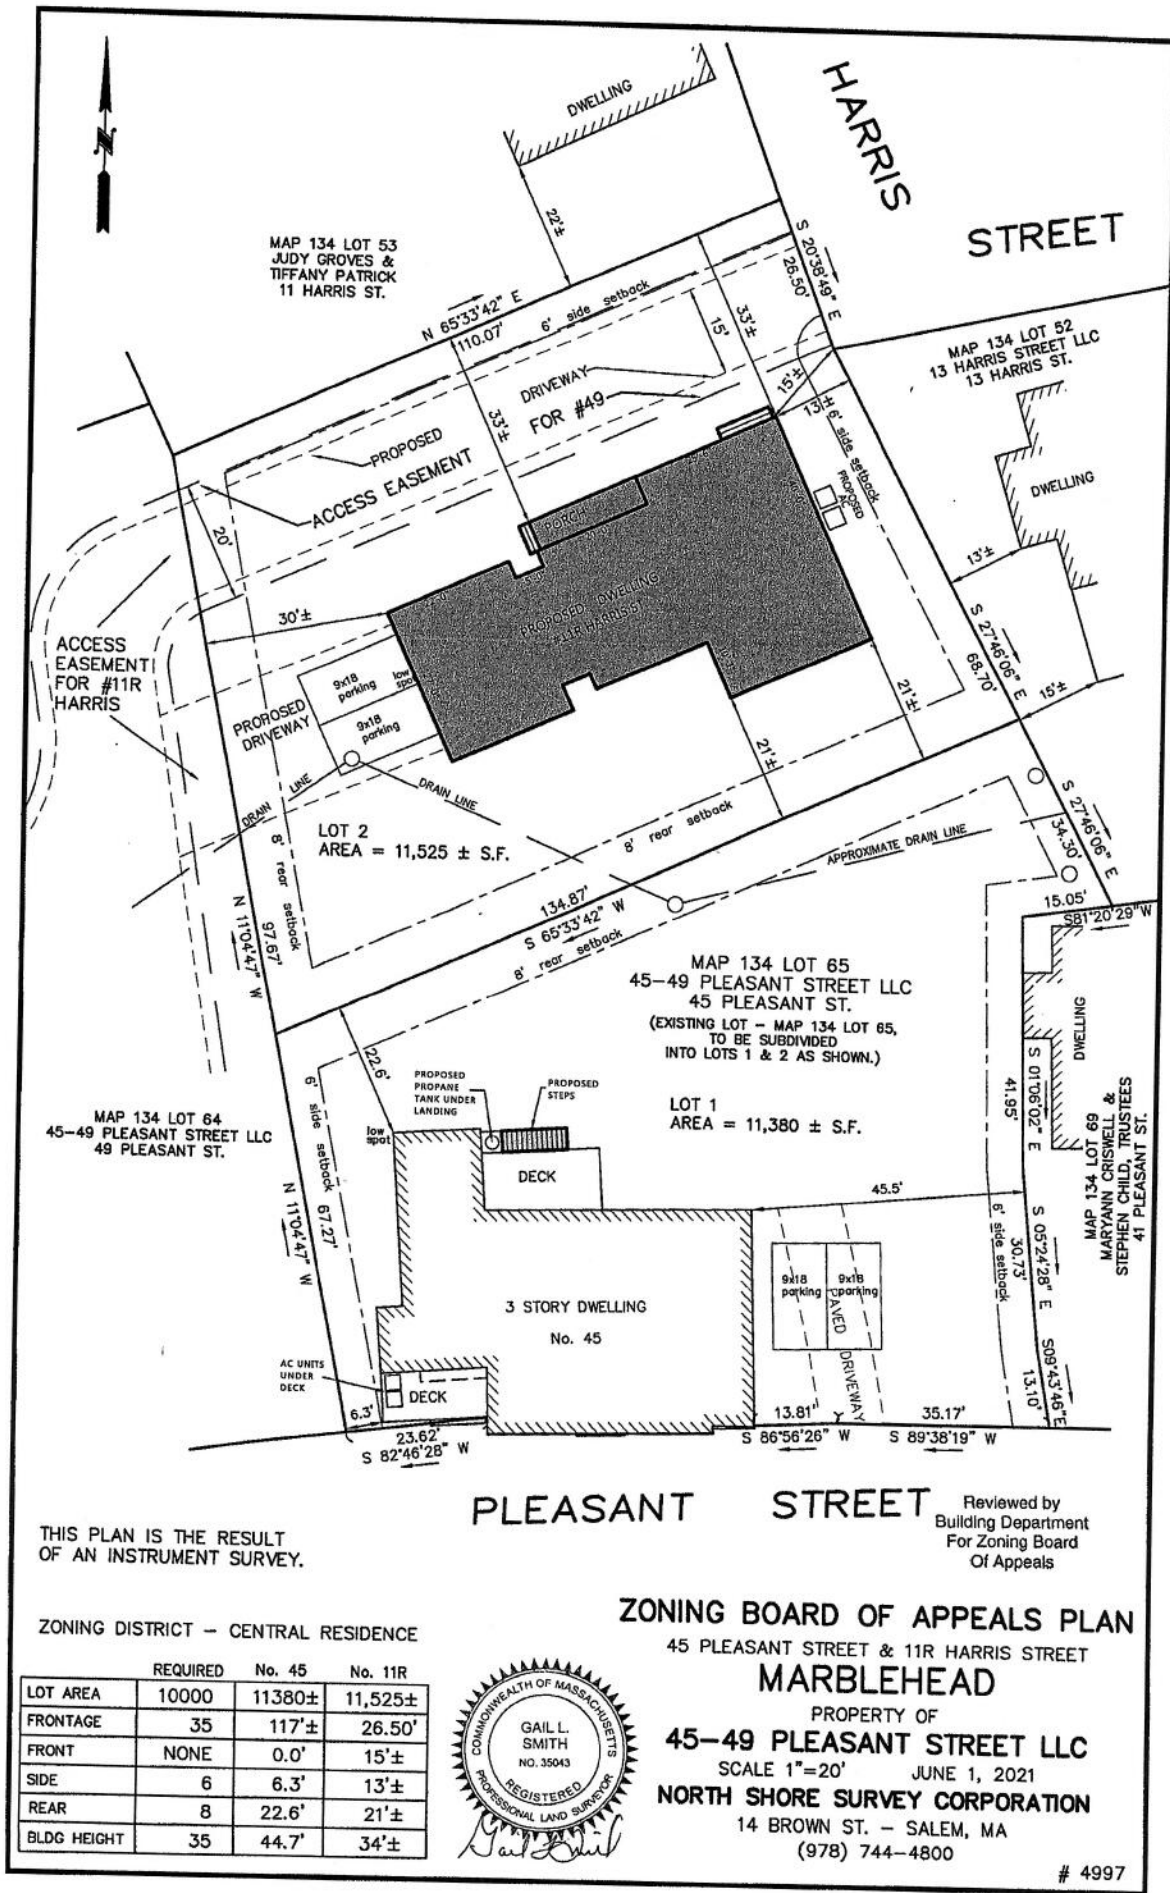 N
DWELLING
HARRIS
STREET
22'±
MAP 134 LOT 53
JUDY GROVES &
TIFFANY PATRICK
11 HARRIS ST.
N 65°33'42" E
110.07'
6' side setback
S 20°38'49" E
26.50'
33'±
15'
15'±
MAP 134 LOT 52
13 HARRIS STREET LLC
13 HARRIS ST.
DRIVEWAY
FOR #49
33'±
PROPOSED
ACCESS EASEMENT
13'±
6' side setback
PROPOSED
AC
DWELLING
20'
PORCH
13'±
30'±
PROPOSED DWELLING
#11R HARRIS ST.
ACCESS
EASEMENT
FOR #11R
HARRIS
9x18
parking
low
spot
9x18
parking
PROPOSED
DRIVEWAY
S 27°46'06" E
68.70'
15'±
21'±
21'±
DRAIN LINE
DRAIN LINE
LOT 2
AREA = 11,525 ± S.F.
8' rear setback
8' rear setback
APPROXIMATE DRAIN LINE
S 27°46'06" E
34.30'
N 11°04'47" W
97.67'
134.87'
S 65°33'42" W
8' rear setback
15.05'
S81°20'29"W
MAP 134 LOT 65
45-49 PLEASANT STREET LLC
45 PLEASANT ST.
(EXISTING LOT - MAP 134 LOT 65,
TO BE SUBDIVIDED
INTO LOTS 1 & 2 AS SHOWN.)
DWELLING
22.6'
PROPOSED
PROPANE
TANK UNDER
LANDING
PROPOSED
STEPS
S 01°06'02" E
41.95'
LOT 1
AREA = 11,380 ± S.F.
MAP 134 LOT 64
45-49 PLEASANT STREET LLC
49 PLEASANT ST.
6' side setback
low
spot
DECK
MAP 134 LOT 69
MARYANN CRISWELL &
STEPHEN CHILD, TRUSTEES
41 PLEASANT ST.
45.5'
N 11°04'47" W
67.27'
6' side setback
S 05°24'28" E
30.73'
9x18
parking
9x18
parking
PAVED
DRIVEWAY
3 STORY DWELLING
No. 45
AC UNITS
UNDER
DECK
DECK
S09°43'46"E
13.10'
6.3'
23.62'
S 82°46'28" W
13.81'
S 86°56'26" W
35.17'
S 89°38'19" W
PLEASANT STREET
Reviewed by
Building Department
For Zoning Board
Of Appeals
THIS PLAN IS THE RESULT
OF AN INSTRUMENT SURVEY.
ZONING DISTRICT - CENTRAL RESIDENCE
REQUIRED No. 45 No. 11R
LOT AREA 10000 11380± 11,525±
FRONTAGE 35 117'± 26.50'
FRONT NONE 0.0' 15'±
SIDE 6 6.3' 13'±
REAR 8 22.6' 21'±
BLDG HEIGHT 35 44.7' 34'±
COMMONWEALTH OF MASSACHUSETTS
GAIL L.
SMITH
NO. 35043
REGISTERED
PROFESSIONAL LAND SURVEYOR
Gail L Smith
ZONING BOARD OF APPEALS PLAN
45 PLEASANT STREET & 11R HARRIS STREET
MARBLEHEAD
PROPERTY OF
45-49 PLEASANT STREET LLC
SCALE 1"=20' JUNE 1, 2021
NORTH SHORE SURVEY CORPORATION
14 BROWN ST. - SALEM, MA
(978) 744-4800
# 4997